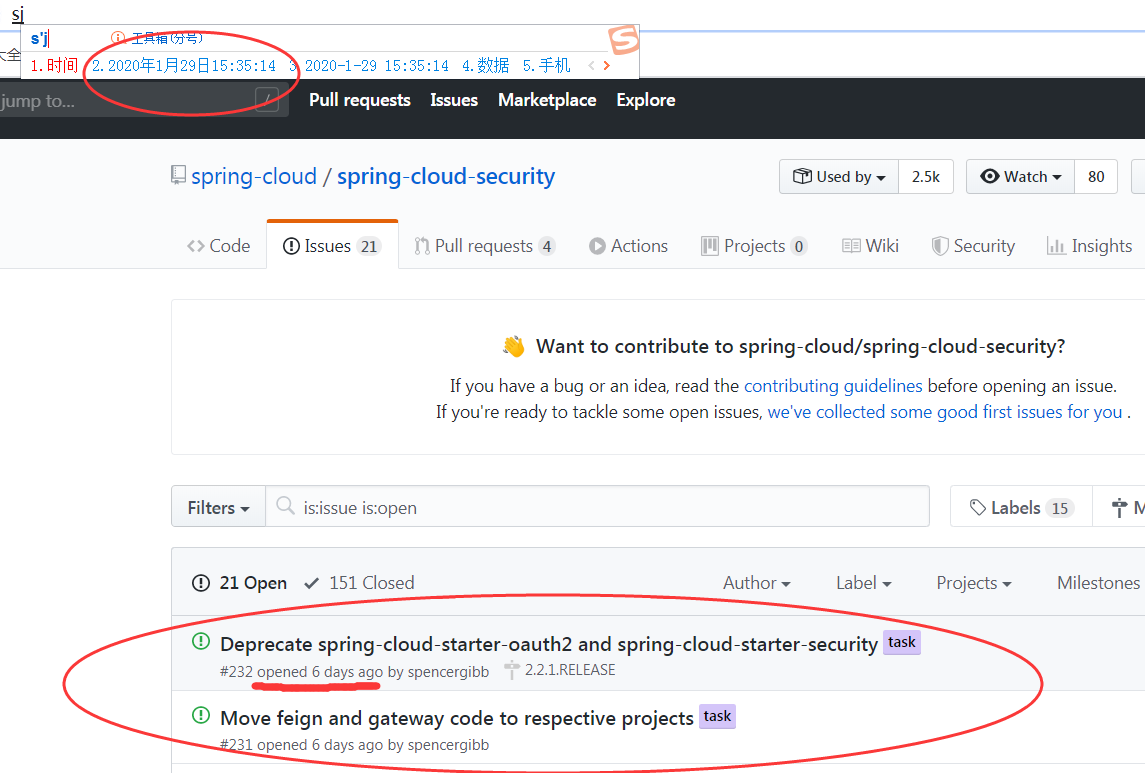 sj
s'j 工具箱(分号)
大全
1.时间 2.2020年1月29日15:35:14 3 2020-1-29 15:35:14 4.数据 5.手机
jump to... / Pull requests Issues Marketplace Explore
spring-cloud / spring-cloud-security Used by 2.5k Watch 80
Code Issues 21 Pull requests 4 Actions Projects 0 Wiki Security Insights
Want to contribute to spring-cloud/spring-cloud-security?
If you have a bug or an idea, read the contributing guidelines before opening an issue.
If you're ready to tackle some open issues, we've collected some good first issues for you .
Filters is:issue is:open Labels 15 M
21 Open 151 Closed Author Label Projects Milestones
Deprecate spring-cloud-starter-oauth2 and spring-cloud-starter-security task
#232 opened 6 days ago by spencergibb 2.2.1.RELEASE
Move feign and gateway code to respective projects task
#231 opened 6 days ago by spencergibb